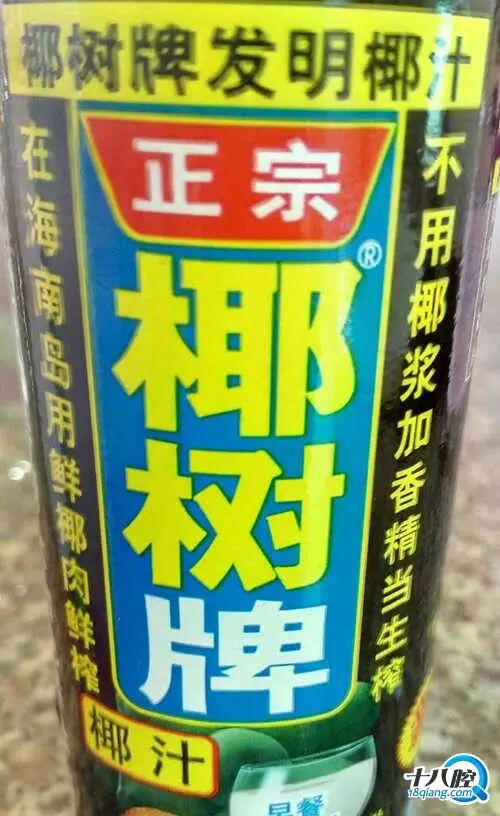 椰树牌发明椰汁
正宗
椰树牌®
在海南岛用鲜椰肉鲜榨
不用椰浆加香精当生榨
椰汁
早餐
十八腔
18qiang.com